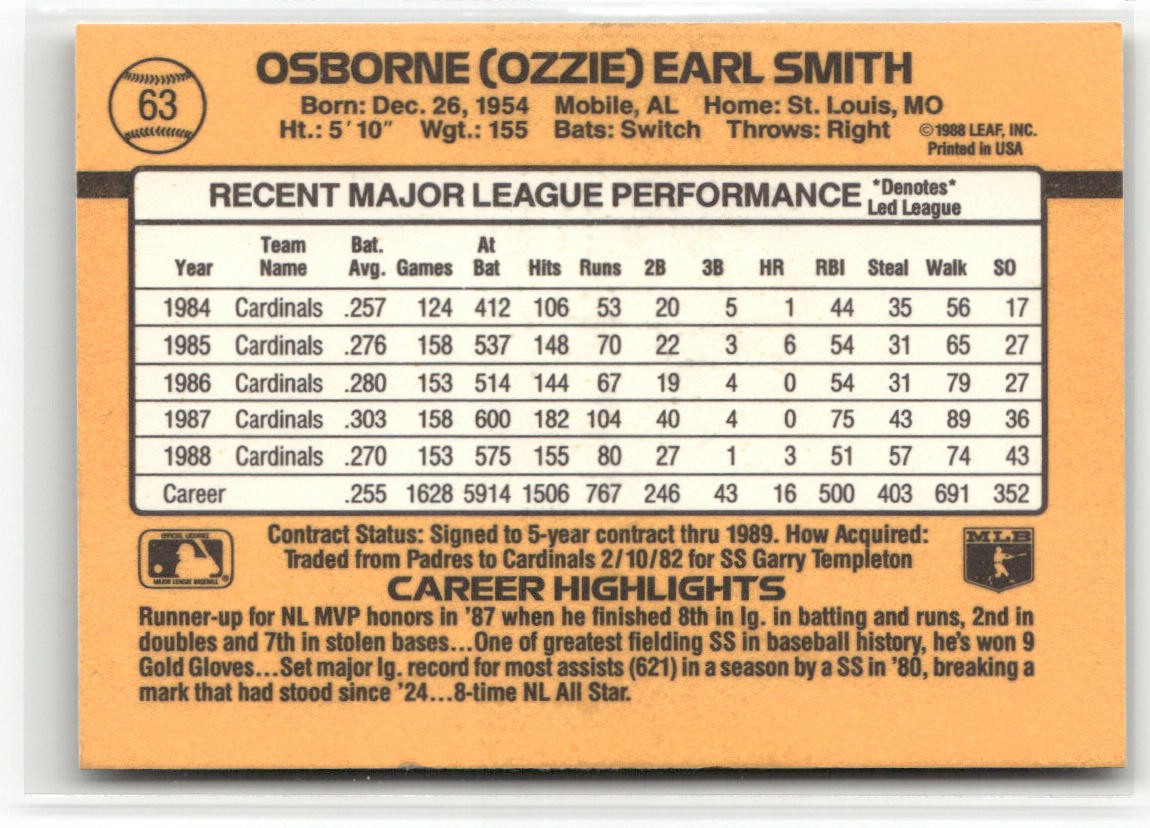 63
OSBORNE (OZZIE) EARL SMITH
Born: Dec. 26, 1954 Mobile, AL Home: St. Louis, MO
Ht.: 5' 10" Wgt.: 155 Bats: Switch Throws: Right
©1988 LEAF, INC.
Printed in USA
RECENT MAJOR LEAGUE PERFORMANCE *Denotes* Led League
Year Team Name Bat. Avg. Games At Bat Hits Runs 2B 3B HR RBI Steal Walk SO
1984 Cardinals .257 124 412 106 53 20 5 1 44 35 56 17
1985 Cardinals .276 158 537 148 70 22 3 6 54 31 65 27
1986 Cardinals .280 153 514 144 67 19 4 0 54 31 79 27
1987 Cardinals .303 158 600 182 104 40 4 0 75 43 89 36
1988 Cardinals .270 153 575 155 80 27 1 3 51 57 74 43
Career .255 1628 5914 1506 767 246 43 16 500 403 691 352
OFFICIAL LICENSEE
MAJOR LEAGUE BASEBALL
®
Contract Status: Signed to 5-year contract thru 1989. How Acquired:
Traded from Padres to Cardinals 2/10/82 for SS Garry Templeton
MLB
CAREER HIGHLIGHTS
Runner-up for NL MVP honors in '87 when he finished 8th in lg. in batting and runs, 2nd in
doubles and 7th in stolen bases...One of greatest fielding SS in baseball history, he's won 9
Gold Gloves...Set major lg. record for most assists (621) in a season by a SS in '80, breaking a
mark that had stood since '24...8-time NL All Star.